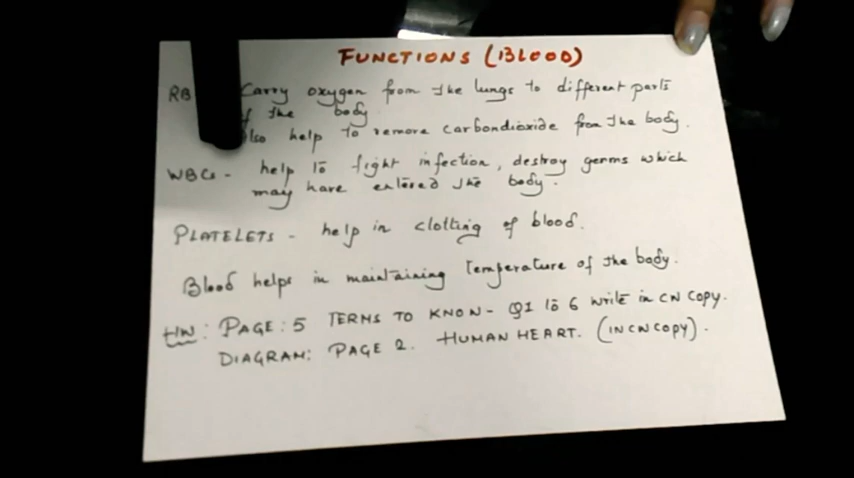 FUNCTIONS (BLOOD)
RB Carry oxygen from the lungs to different parts
of the body.
also help to remove carbondioxide from the body.
WBCs - help to fight infection, destroy germs which
may have entered the body.
PLATELETS - help in clotting of blood.
Blood helps in maintaining Temperature of the body.
HW: PAGE: 5 TERMS TO KNOW - Q1 to 6 write in CN COPY.
DIAGRAM: PAGE 2. HUMAN HEART. (IN CN COPY).